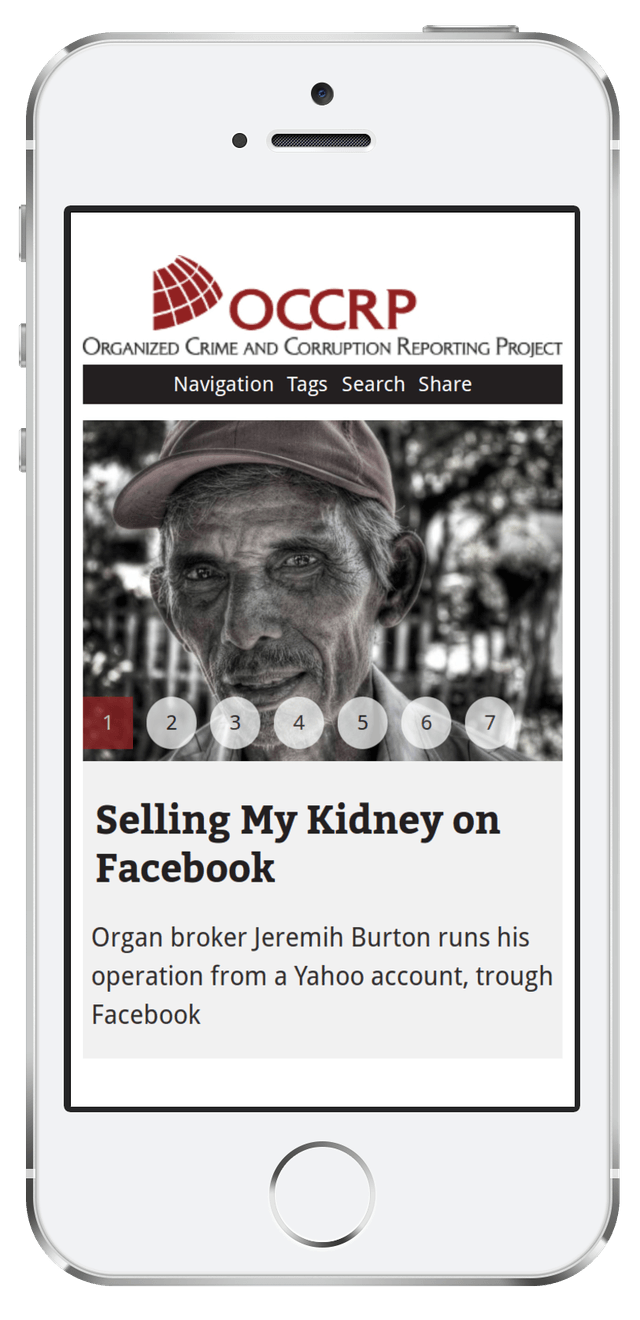 OCCRP
ORGANIZED CRIME AND CORRUPTION REPORTING PROJECT
Navigation Tags Search Share
1 2 3 4 5 6 7
Selling My Kidney on
Facebook
Organ broker Jeremih Burton runs his
operation from a Yahoo account, trough
Facebook